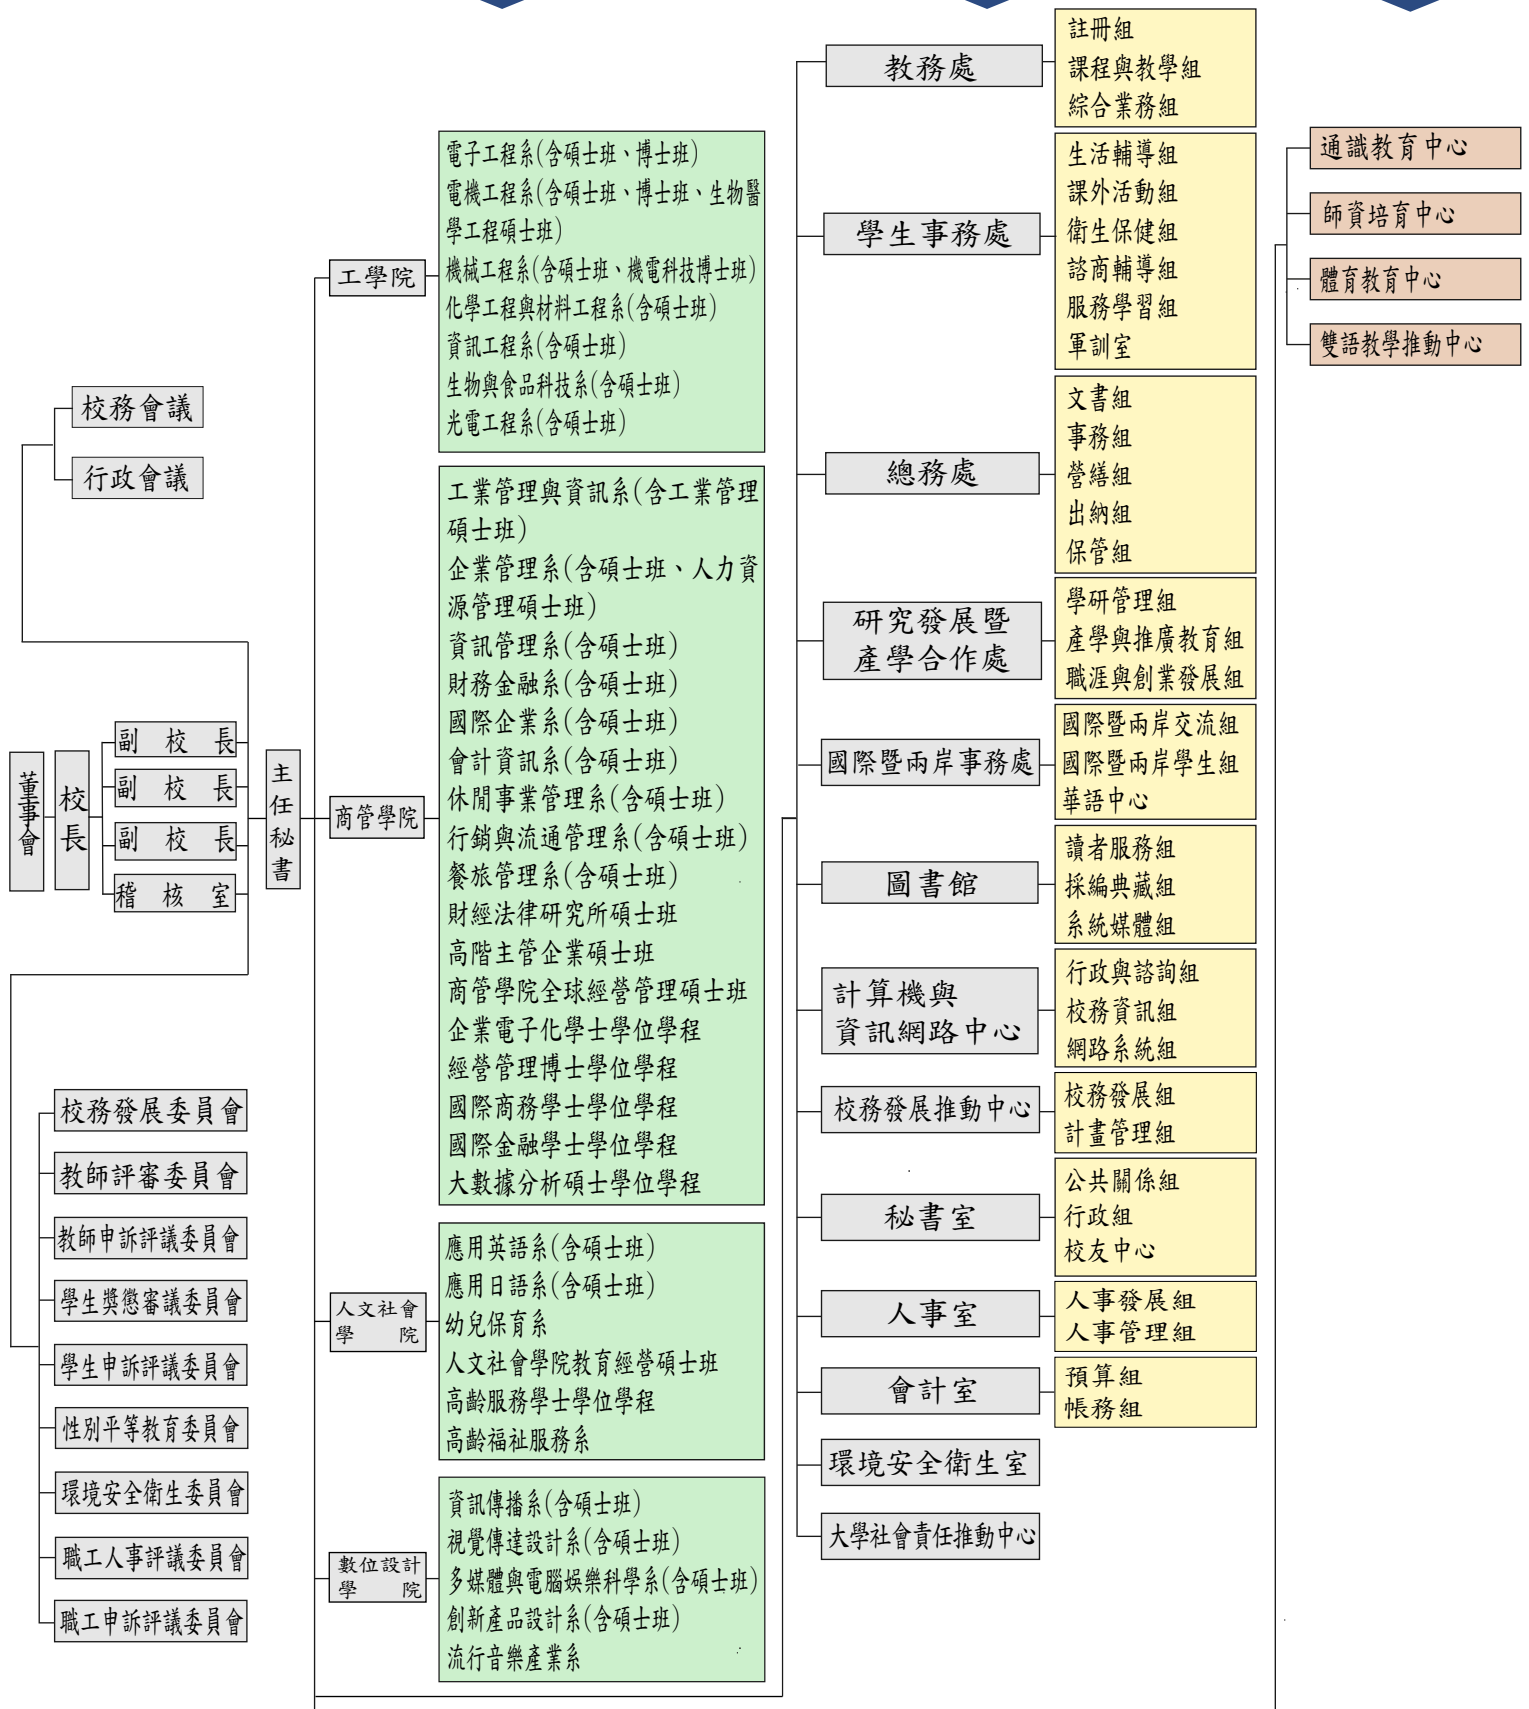 校務會議
行政會議
董事會
校長
副校長
副校長
副校長
稽核室
主任秘書
校務發展委員會
教師評審委員會
教師申訴評議委員會
學生獎懲審議委員會
學生申訴評議委員會
性別平等教育委員會
環境安全衛生委員會
職工人事評議委員會
職工申訴評議委員會
工學院
電子工程系(含碩士班、博士班)
電機工程系(含碩士班、博士班、生物醫
學工程碩士班)
機械工程系(含碩士班、機電科技博士班)
化學工程與材料工程系(含碩士班)
資訊工程系(含碩士班)
生物與食品科技系(含碩士班)
光電工程系(含碩士班)
商管學院
工業管理與資訊系(含工業管理
碩士班)
企業管理系(含碩士班、人力資
源管理碩士班)
資訊管理系(含碩士班)
財務金融系(含碩士班)
國際企業系(含碩士班)
會計資訊系(含碩士班)
休閒事業管理系(含碩士班)
行銷與流通管理系(含碩士班)
餐旅管理系(含碩士班)
財經法律研究所碩士班
高階主管企業碩士班
商管學院全球經營管理碩士班
企業電子化學士學位學程
經營管理博士學位學程
國際商務學士學位學程
國際金融學士學位學程
大數據分析碩士學位學程
人文社會
學院
應用英語系(含碩士班)
應用日語系(含碩士班)
幼兒保育系
人文社會學院教育經營碩士班
高齡服務學士學位學程
高齡福祉服務系
數位設計
學院
資訊傳播系(含碩士班)
視覺傳達設計系(含碩士班)
多媒體與電腦娛樂科學系(含碩士班)
創新產品設計系(含碩士班)
流行音樂產業系
教務處
註冊組
課程與教學組
綜合業務組
學生事務處
生活輔導組
課外活動組
衛生保健組
諮商輔導組
服務學習組
軍訓室
總務處
文書組
事務組
營繕組
出納組
保管組
研究發展暨
產學合作處
學研管理組
產學與推廣教育組
職涯與創業發展組
國際暨兩岸事務處
國際暨兩岸交流組
國際暨兩岸學生組
華語中心
圖書館
讀者服務組
採編典藏組
系統媒體組
計算機與
資訊網路中心
行政與諮詢組
校務資訊組
網路系統組
校務發展推動中心
校務發展組
計畫管理組
秘書室
公共關係組
行政組
校友中心
人事室
人事發展組
人事管理組
會計室
預算組
帳務組
環境安全衛生室
大學社會責任推動中心
通識教育中心
師資培育中心
體育教育中心
雙語教學推動中心